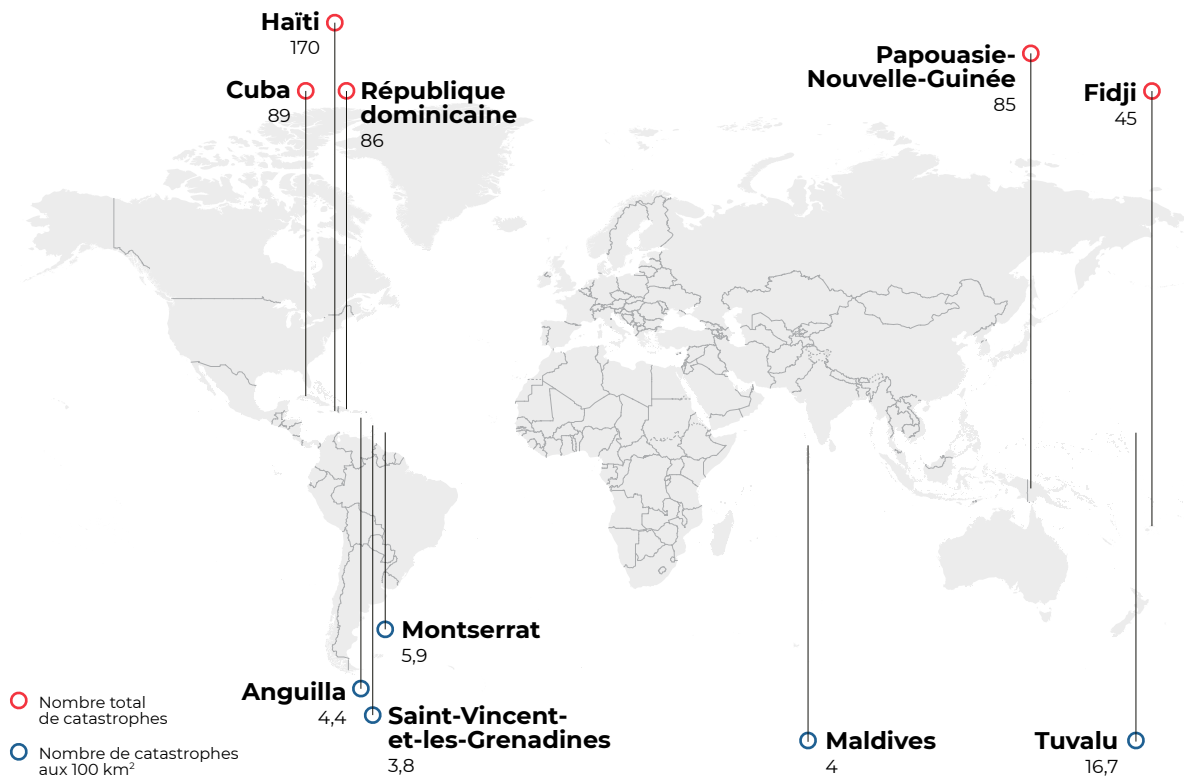 Haïti
170
Cuba
89
République
dominicaine
86
Papouasie-
Nouvelle-Guinée
85
Fidji
45
Montserrat
5,9
Anguilla
4,4
Saint-Vincent-
et-les-Grenadines
3,8
Maldives
4
Tuvalu
16,7
Nombre total
de catastrophes
Nombre de catastrophes
aux 100 km²